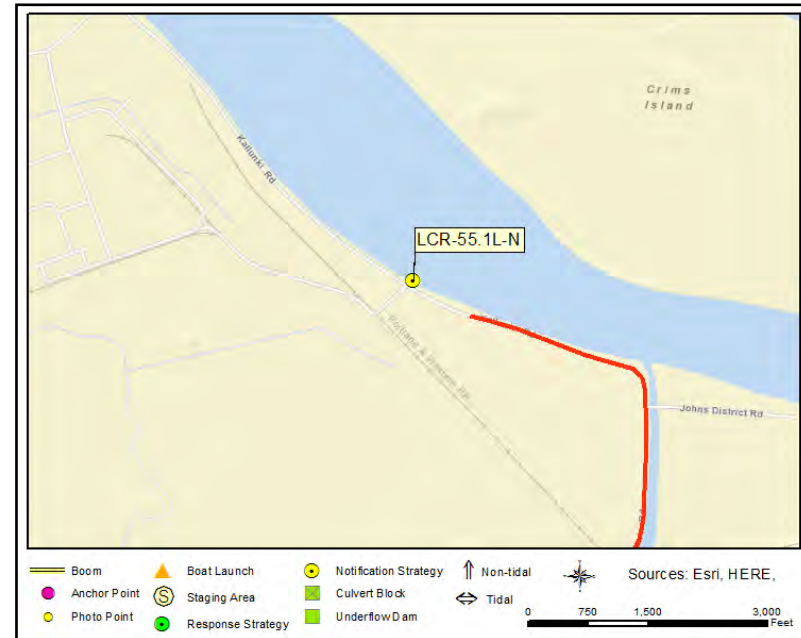 Crims
Island
Kallunki Rd
LCR-55.1L-N
Portland & Western RR
Johns District Rd
Boom
Anchor Point
Photo Point
Boat Launch
Staging Area
S
Response Strategy
Notification Strategy
Culvert Block
Underflow Dam
Non-tidal
Tidal
Sources: Esri, HERE,
0 750 1,500 3,000
Feet